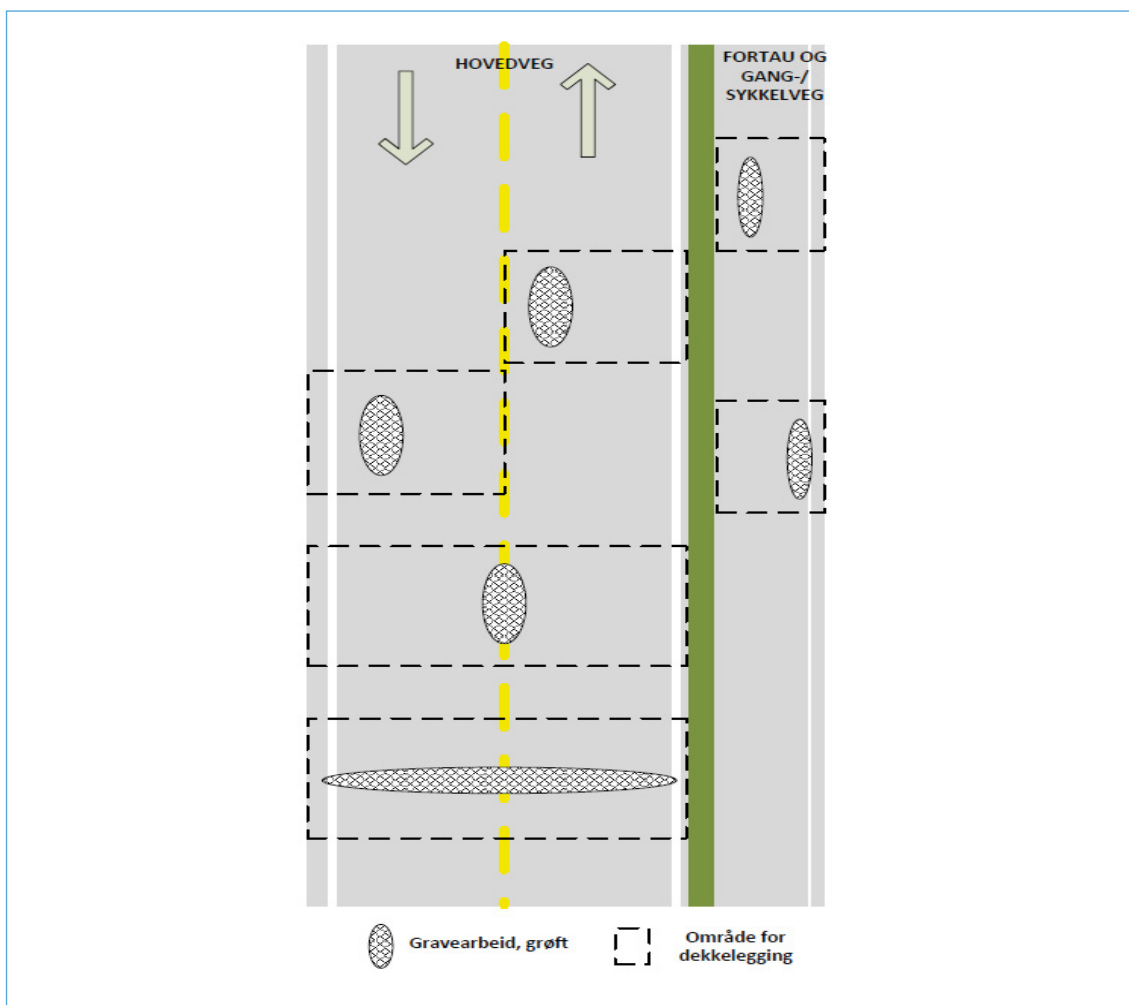 HOVEDVEG
FORTAU OG
GANG-/
SYKKELVEG
Gravearbeid, grøft
Område for
dekkelegging